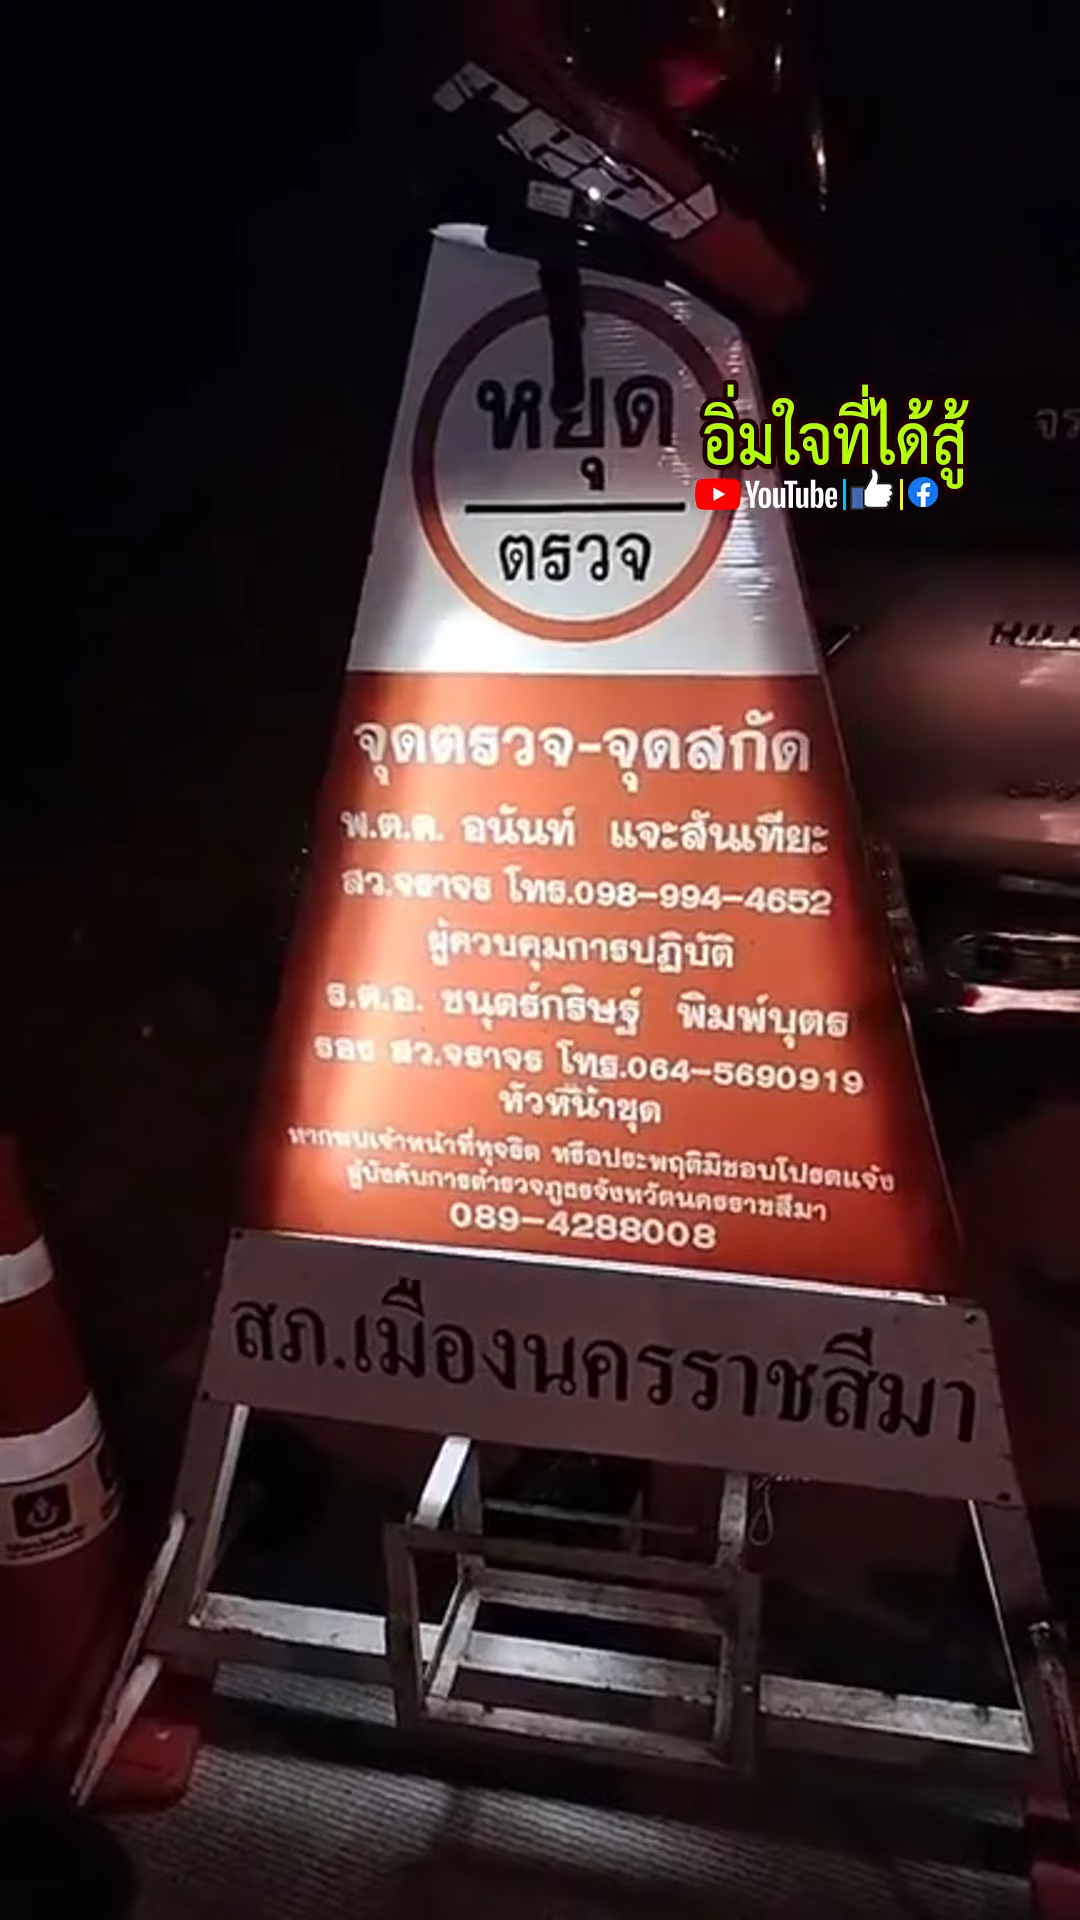 หยุด
ตรวจ
อิ่มใจที่ได้สู้
YouTube
จุดตรวจ-จุดสกัด
พ.ต.ต. อนันท์ แจะสันเทียะ
สว.จราจร โทร.098-994-4652
ผู้ควบคุมการปฏิบัติ
ร.ต.อ. ชนุตร์กริษฐ์ พิมพ์บุตร
รอง สว.จราจร โทร.064-5690919
หัวหน้าชุด
หากพบเจ้าหน้าที่ทุจริต หรือประพฤติมิชอบโปรดแจ้ง
ผู้บังคับการตำรวจภูธรจังหวัดนครราชสีมา
089-4288008
สภ.เมืองนครราชสีมา